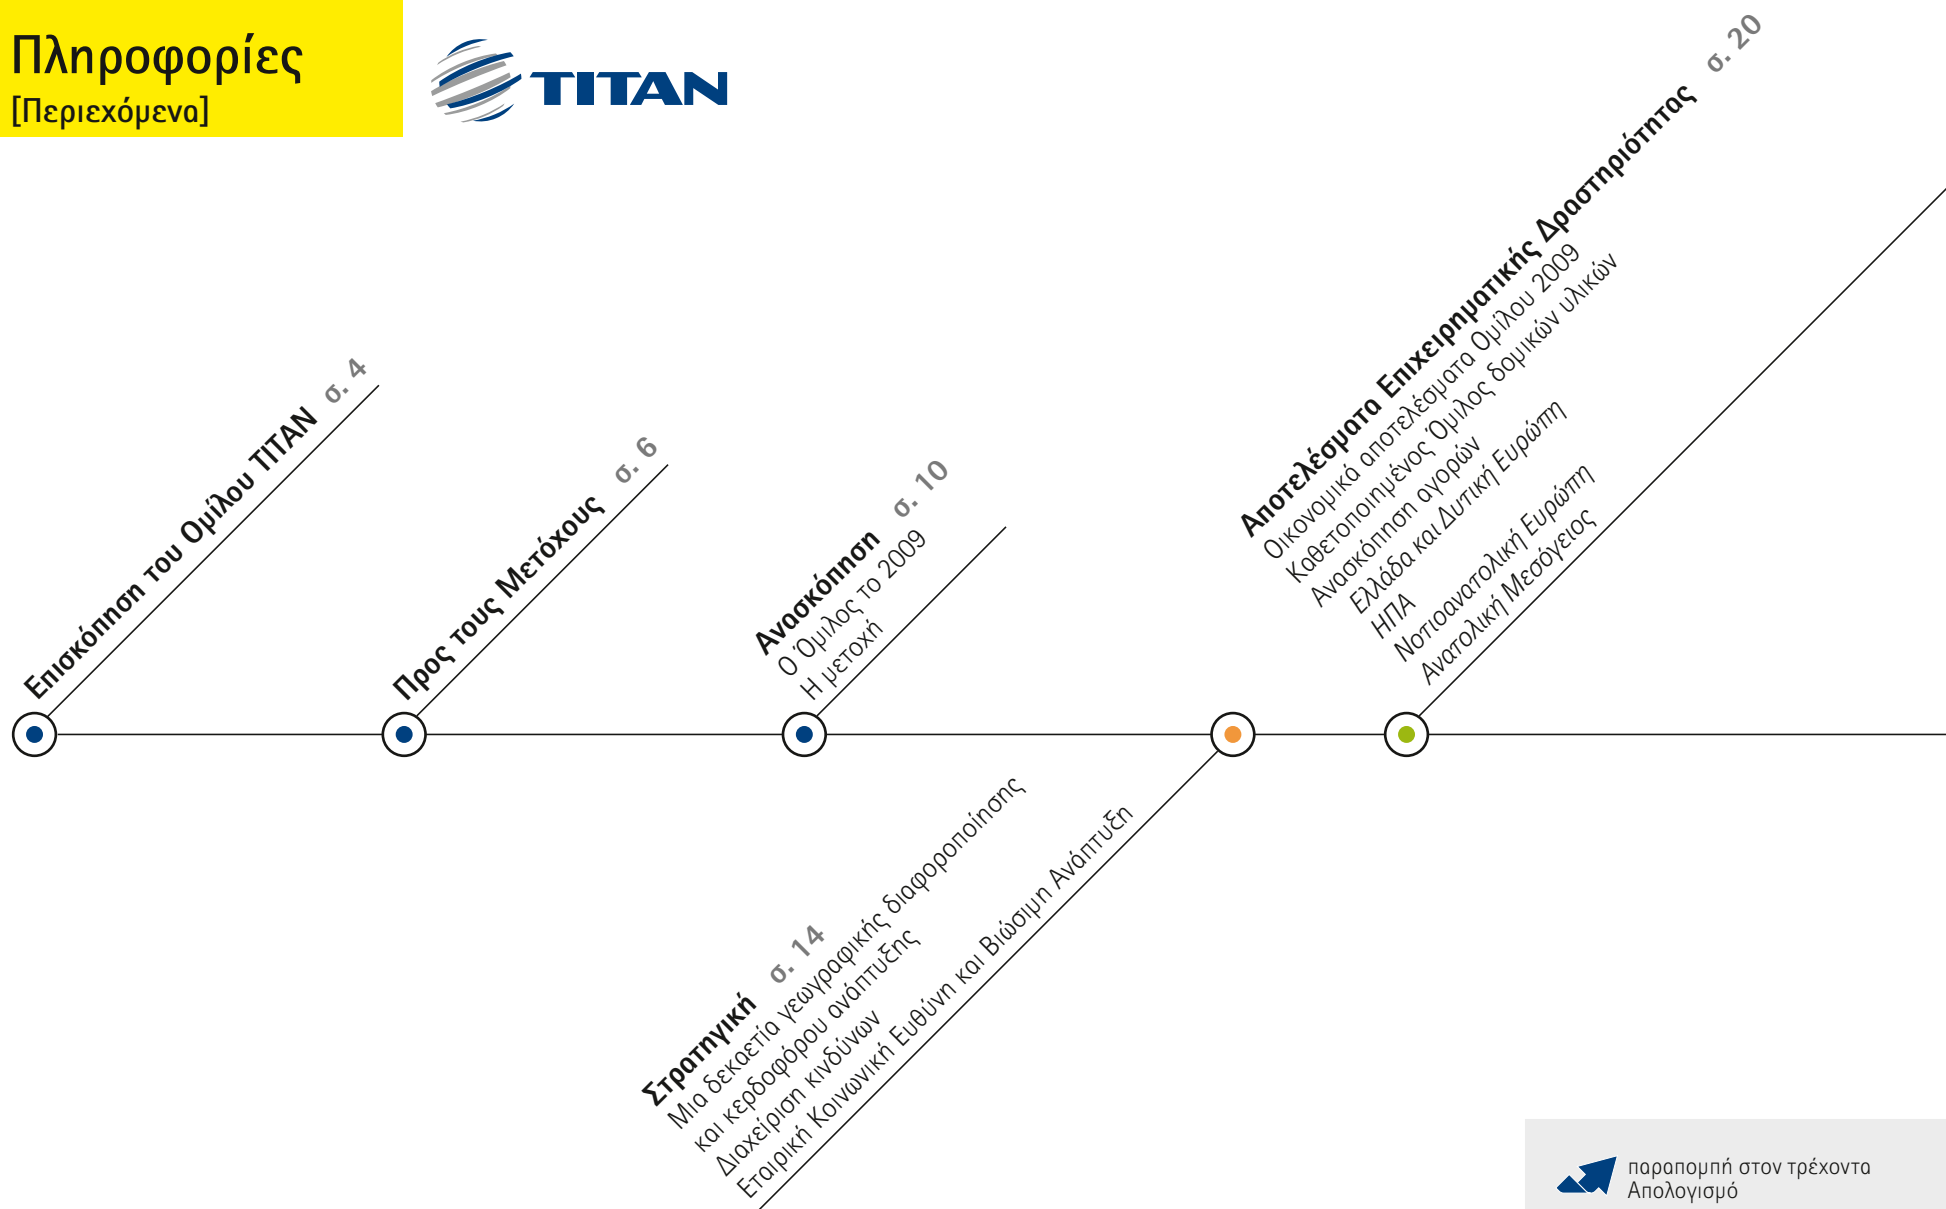 Πληροφορίες
[Περιεχόμενα]
TITAN
Επισκόπηση του Ομίλου ΤΙΤΑΝ σ. 4
Προς τους Μετόχους σ. 6
Ανασκόπηση σ. 10
Ο Όμιλος το 2009
Η μετοχή
Στρατηγική σ. 14
Μια δεκαετία γεωγραφικής διαφοροποίησης
και κερδοφόρου ανάπτυξης
Διαχείριση κινδύνων
Εταιρική Κοινωνική Ευθύνη και Βιώσιμη Ανάπτυξη
Αποτελέσματα Επιχειρηματικής Δραστηριότητας σ. 20
Οικονομικά αποτελέσματα Ομίλου 2009
Καθετοποιημένος Όμιλος δομικών υλικών
Ανασκόπηση αγορών
Ελλάδα και Δυτική Ευρώπη
ΗΠΑ
Νοτιοανατολική Ευρώπη
Ανατολική Μεσόγειος
παραπομπή στον τρέχοντα
Απολογισμό